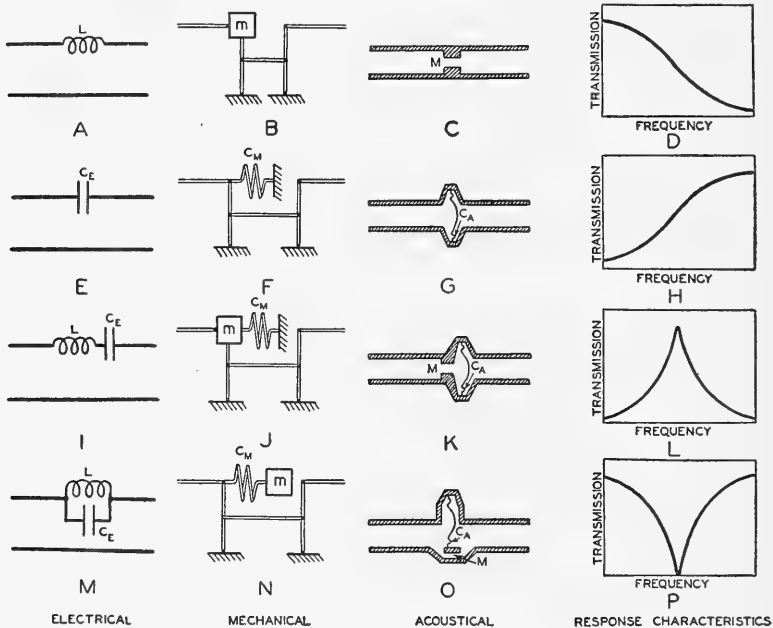 L
m
M
TRANSMISSION
FREQUENCY
A
B
C
D
C_E
C_M
C_A
TRANSMISSION
FREQUENCY
E
F
G
H
L
C_E
m
C_M
M
C_A
TRANSMISSION
FREQUENCY
I
J
K
L
L
C_E
C_M
m
C_A
M
TRANSMISSION
FREQUENCY
M
N
O
P
ELECTRICAL
MECHANICAL
ACOUSTICAL
RESPONSE CHARACTERISTICS